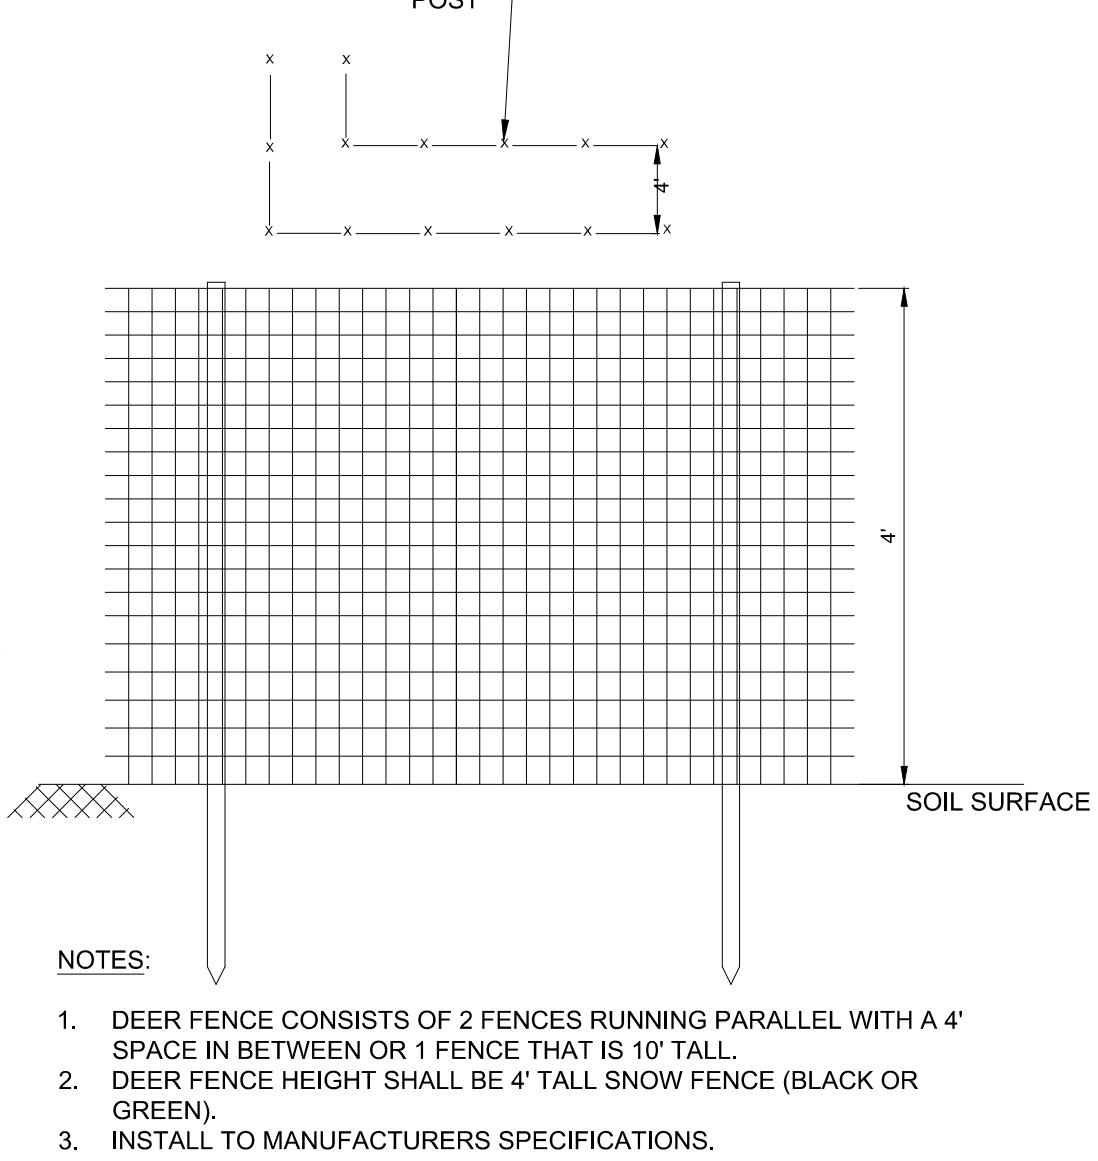 POST
x x
x x x x x x
4'
x x x x x x
4'
SOIL SURFACE
NOTES:
1. DEER FENCE CONSISTS OF 2 FENCES RUNNING PARALLEL WITH A 4'
SPACE IN BETWEEN OR 1 FENCE THAT IS 10' TALL.
2. DEER FENCE HEIGHT SHALL BE 4' TALL SNOW FENCE (BLACK OR
GREEN).
3. INSTALL TO MANUFACTURERS SPECIFICATIONS.